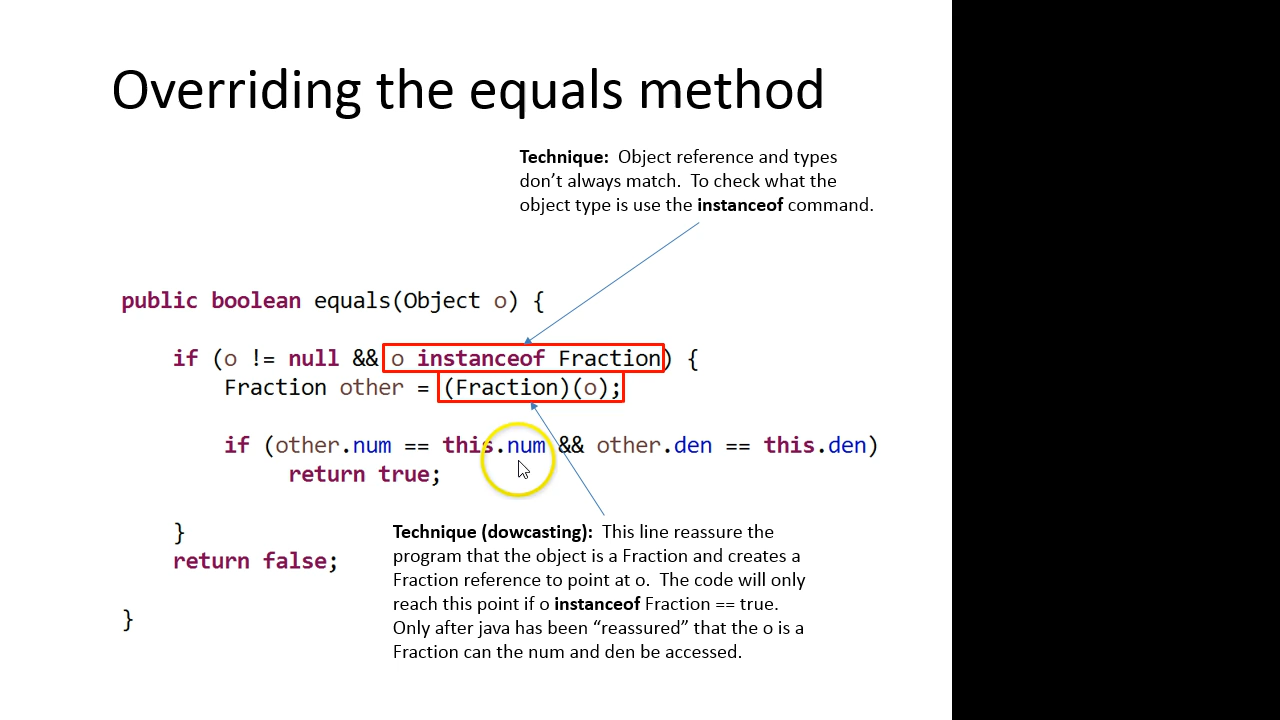 Overriding the equals method
Technique: Object reference and types
don’t always match. To check what the
object type is use the instanceof command.
public boolean equals(Object o) {
if (o != null && o instanceof Fraction) {
Fraction other = (Fraction)(o);
if (other.num == this.num && other.den == this.den)
return true;
}
return false;
}
Technique (dowcasting): This line reassure the
program that the object is a Fraction and creates a
Fraction reference to point at o. The code will only
reach this point if o instanceof Fraction == true.
Only after java has been “reassured” that the o is a
Fraction can the num and den be accessed.